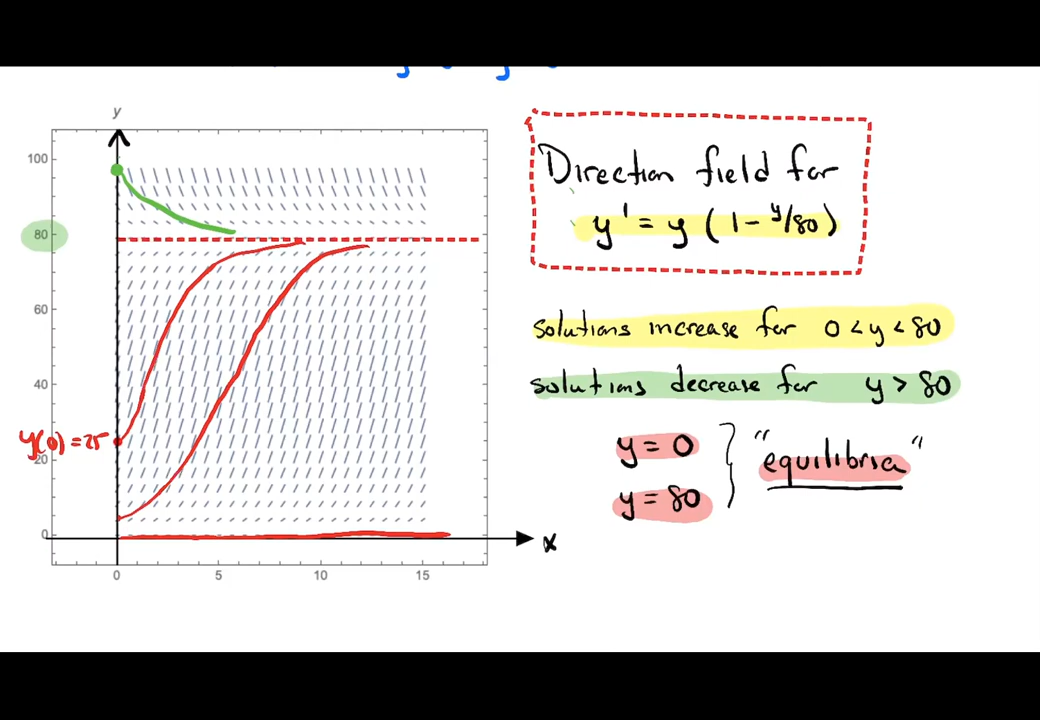 y
100
80
60
40
20
0
0 5 10 15
x
y(0) = 25
Direction field for
y' = y (1 - y/80)
solutions increase for 0 < y < 80
solutions decrease for y > 80
y = 0
y = 80
"equilibria"